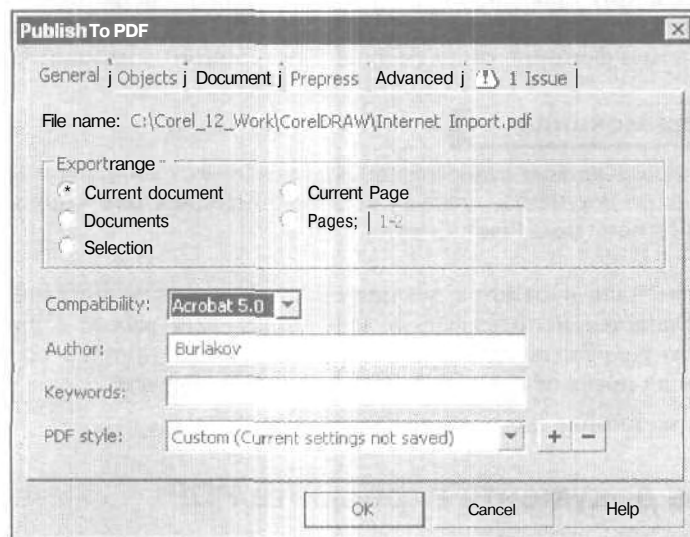 Publish To PDF
General j Objects j Document j Prepress Advanced j 1 Issue
File name: C:\Corel_12_Work\CorelDRAW\Internet Import.pdf
Export range
* Current document Current Page
Documents Pages; 1-2
Selection
Compatibility: Acrobat 5.0
Author: Burlakov
Keywords:
PDF style: Custom (Current settings not saved) + -
OK Cancel Help